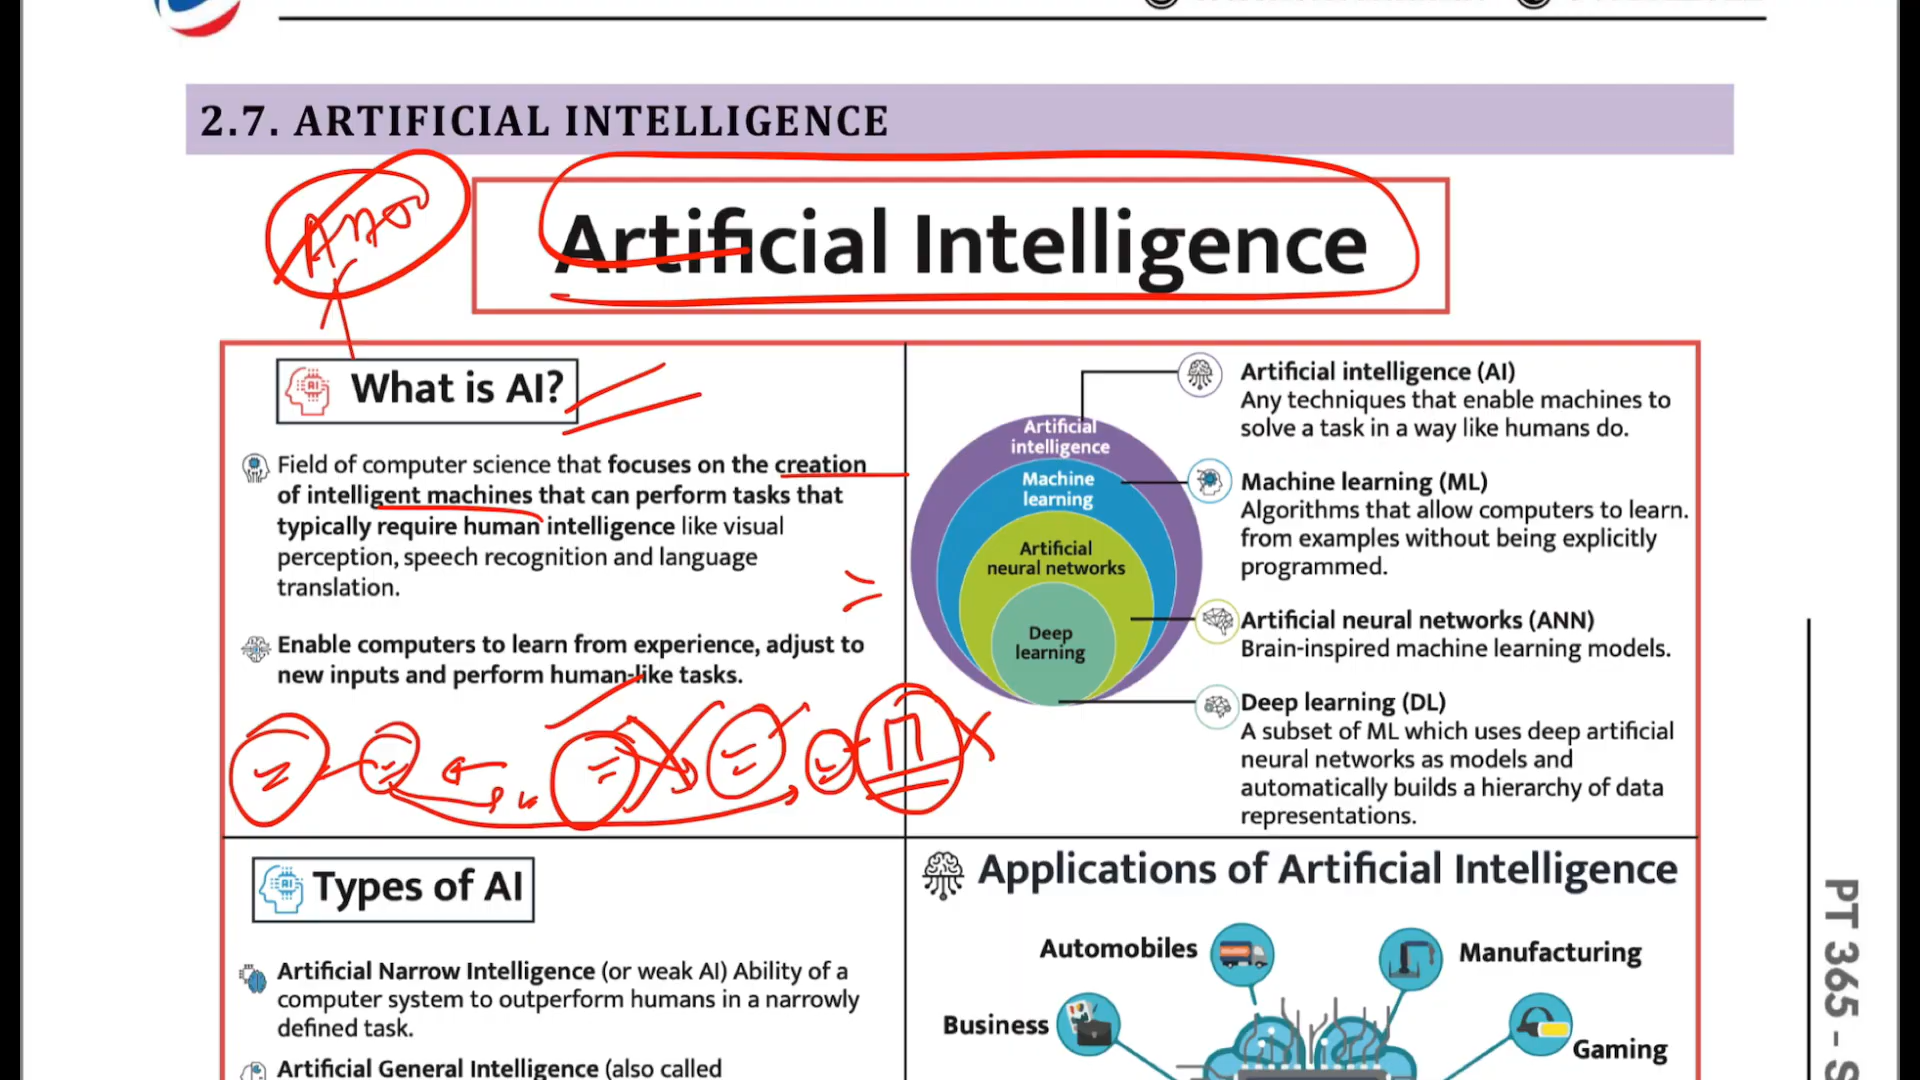 2.7. ARTIFICIAL INTELLIGENCE
Artificial Intelligence
What is AI?
Field of computer science that focuses on the creation
of intelligent machines that can perform tasks that
typically require human intelligence like visual
perception, speech recognition and language
translation.
Enable computers to learn from experience, adjust to
new inputs and perform human-like tasks.
Artificial
intelligence
Machine
learning
Artificial
neural networks
Deep
learning
Artificial intelligence (AI)
Any techniques that enable machines to
solve a task in a way like humans do.
Machine learning (ML)
Algorithms that allow computers to learn.
from examples without being explicitly
programmed.
Artificial neural networks (ANN)
Brain-inspired machine learning models.
Deep learning (DL)
A subset of ML which uses deep artificial
neural networks as models and
automatically builds a hierarchy of data
representations.
Types of AI
Artificial Narrow Intelligence (or weak AI) Ability of a
computer system to outperform humans in a narrowly
defined task.
Artificial General Intelligence (also called
Applications of Artificial Intelligence
Automobiles
Manufacturing
Business
Gaming
PT 365 - S